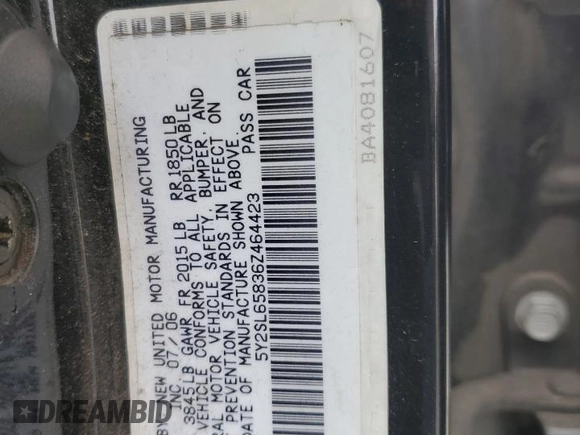 BY NEW UNITED MOTOR MANUFACTURING
INC. 07/06
3845LB GAWR FR 2015LB RR1850LB
VEHICLE CONFORMS TO ALL APPLICABLE
RAL MOTOR VEHICLE SAFETY, BUMPER, AND
PREVENTION STANDARDS IN EFFECT ON
DATE OF MANUFACTURE SHOWN ABOVE.
5Y2SL65836Z464423 PASS CAR
BA4081607
DREAMBID